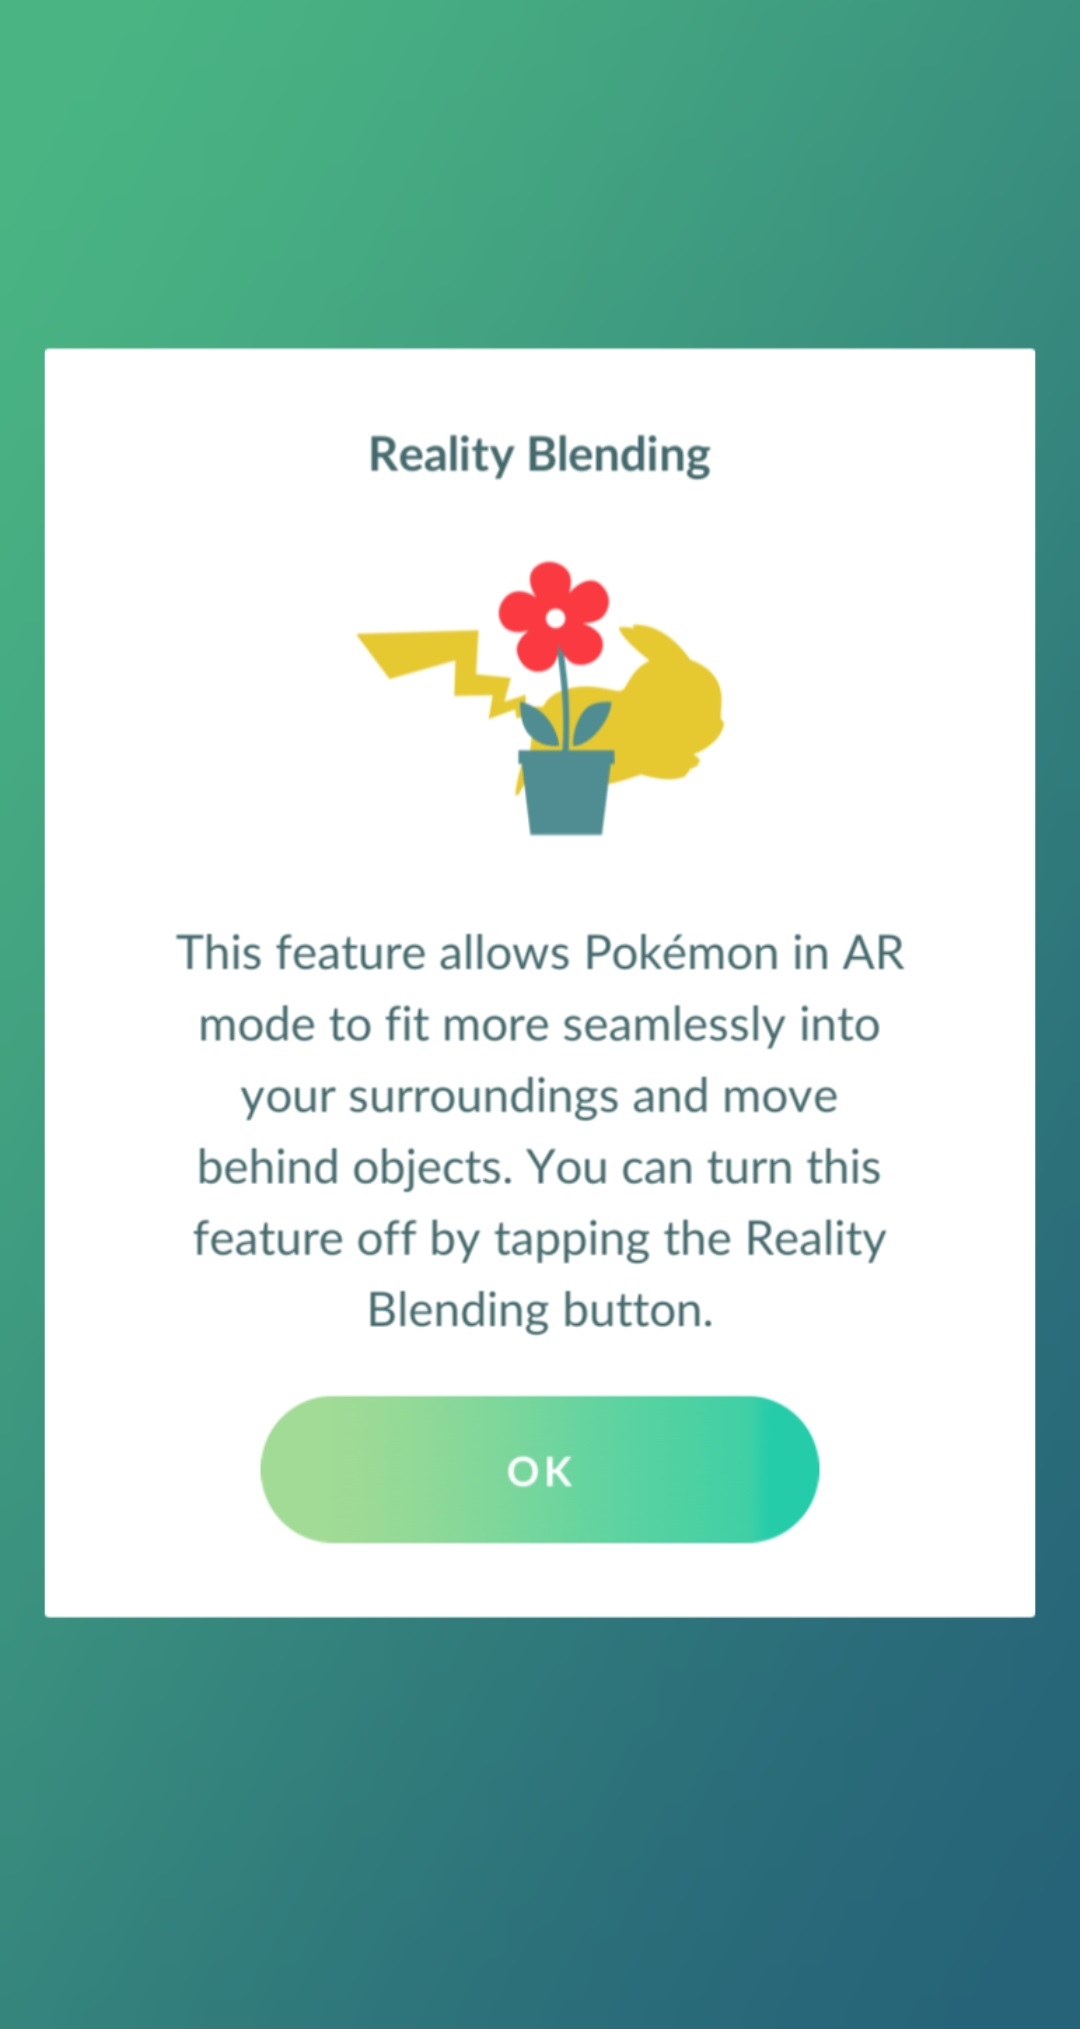 Reality Blending
This feature allows Pokémon in AR
mode to fit more seamlessly into
your surroundings and move
behind objects. You can turn this
feature off by tapping the Reality
Blending button.
OK